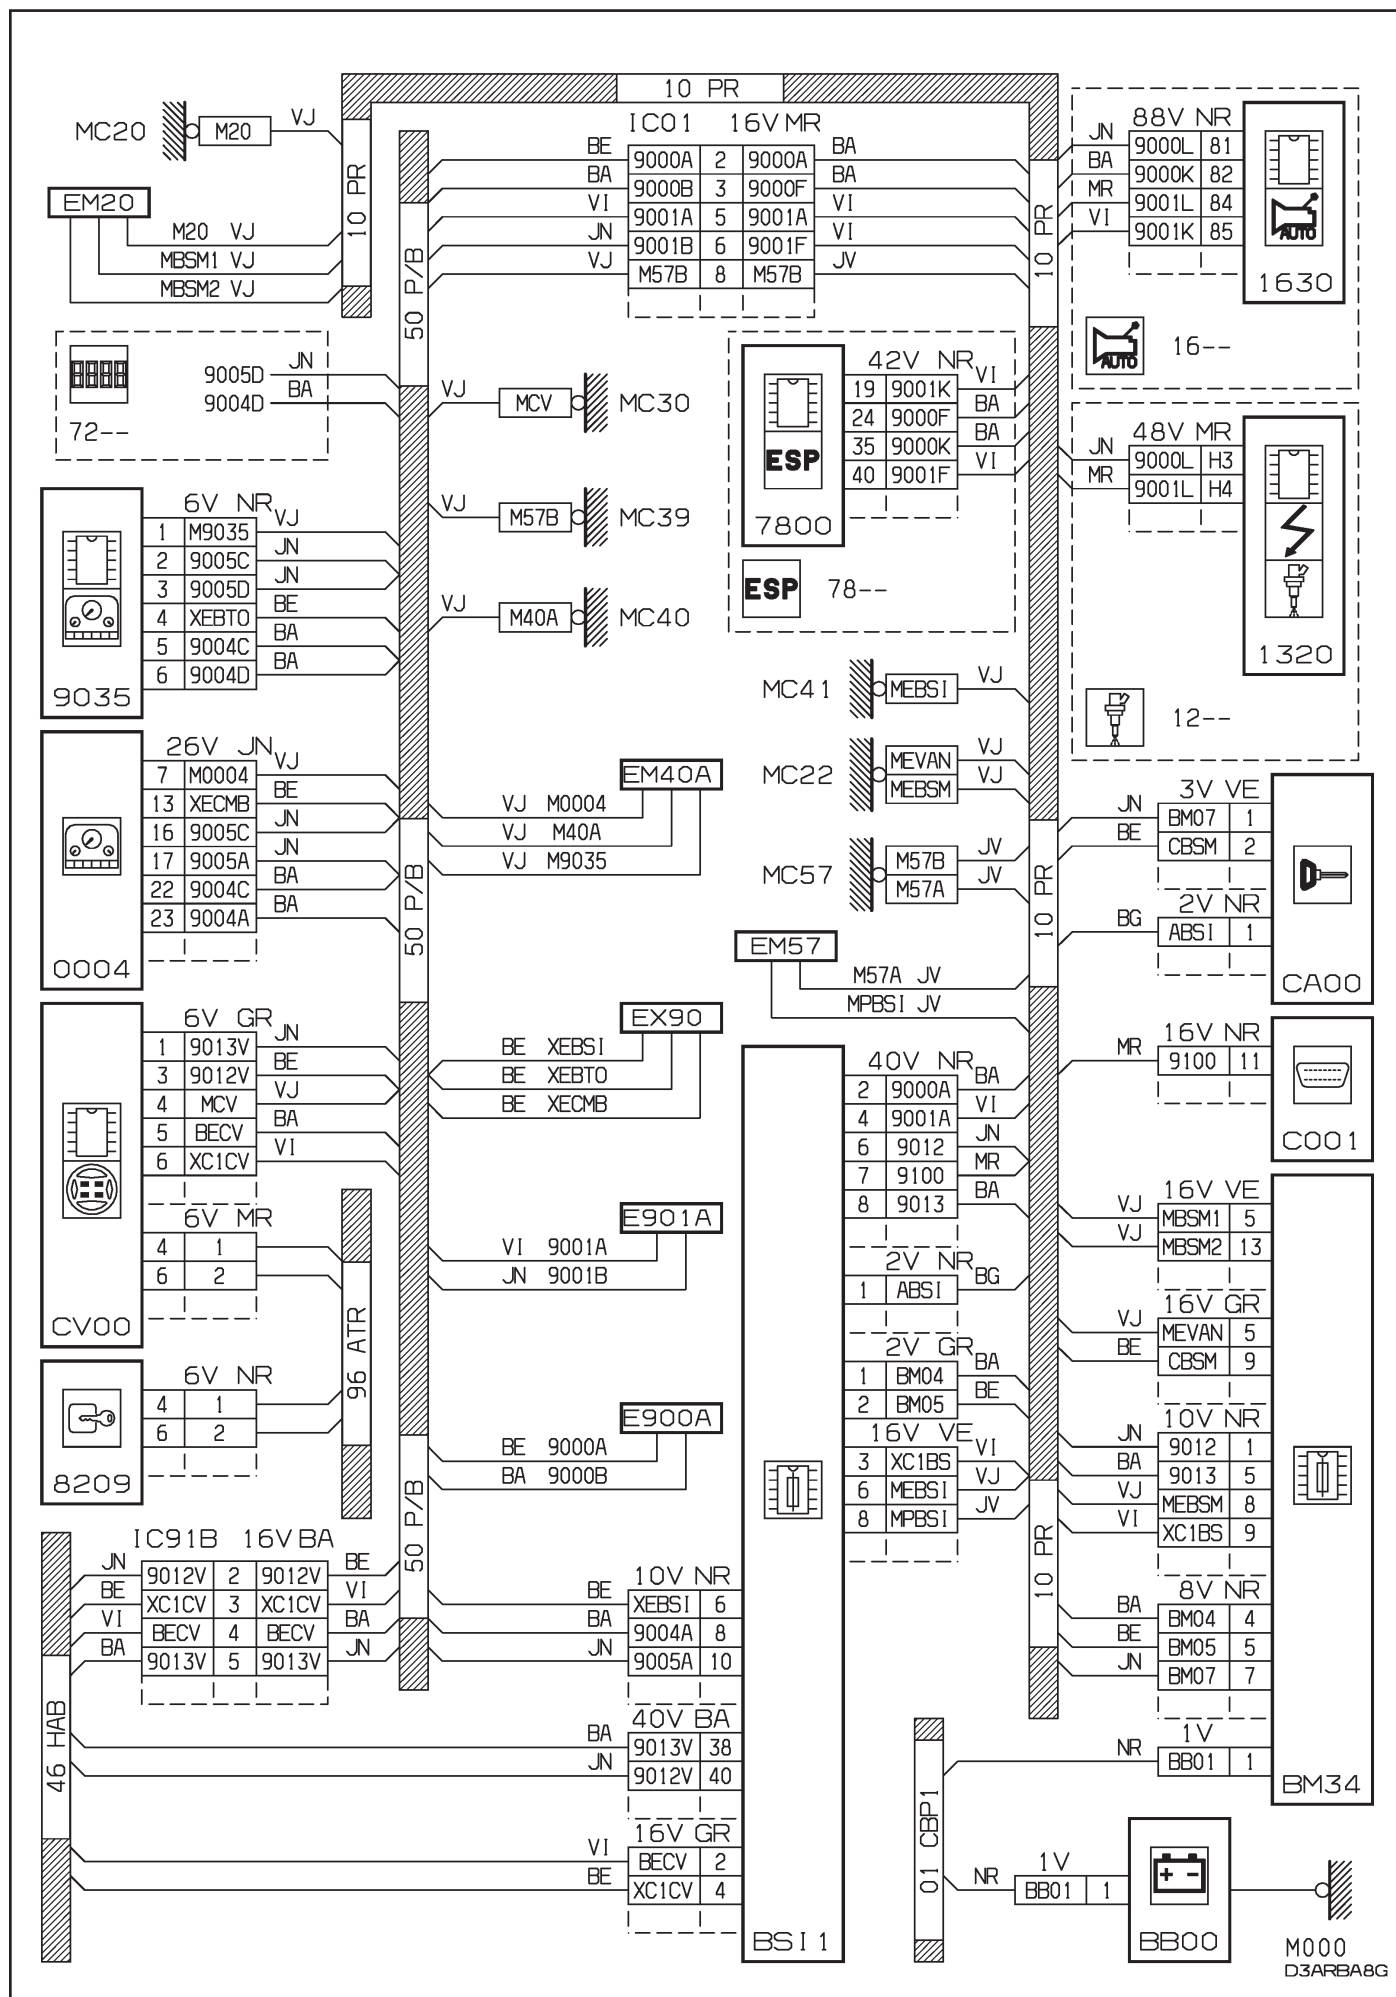 10 PR
MC20 M20 VJ
EM20
M20 VJ
MBSM1 VJ
MBSM2 VJ
10 PR
72--
9005D JN
9004D BA
9035
6V NR
1 M9035 VJ
2 9005C JN
3 9005D JN
4 XEBTO BE
5 9004C BA
6 9004D BA
0004
26V JN
7 M0004 VJ
13 XECMB BE
16 9005C JN
17 9005A JN
22 9004C BA
23 9004A BA
CV00
6V GR
1 9013V JN
3 9012V BE
4 MCV VJ
5 BECV BA
6 XC1CV VI
6V MR
4 1
6 2
8209
6V NR
4 1
6 2
96 ATR
IC91B 16V BA
JN 9012V 2 9012V BE
BE XC1CV 3 XC1CV VI
VI BECV 4 BECV BA
BA 9013V 5 9013V JN
46 HAB
50 P/B
50 P/B
50 P/B
IC01 16V MR
BE 9000A 2 9000A BA
BA 9000B 3 9000F BA
VI 9001A 5 9001A VI
JN 9001B 6 9001F VI
VJ M57B 8 M57B JV
VJ MCV MC30
VJ M57B MC39
VJ M40A MC40
EM40A
VJ M0004
VJ M40A
VJ M9035
EX90
BE XEBSI
BE XEBTO
BE XECMB
E901A
VI 9001A
JN 9001B
E900A
BE 9000A
BA 9000B
7800
ESP
42V NR
19 9001K VI
24 9000F BA
35 9000K BA
40 9001F VI
ESP 78--
MC41 MEBSI VJ
MC22
MEVAN VJ
MEBSM VJ
MC57
M57B JV
M57A JV
EM57
M57A JV
MPBSI JV
BSI1
40V NR
2 9000A BA
4 9001A VI
6 9012 JN
7 9100 MR
8 9013 BA
2V NR
1 ABSI BG
2V GR
1 BM04 BA
2 BM05 BE
16V VE
3 XC1BS VI
6 MEBSI VJ
8 MPBSI JV
10V NR
BE XEBSI 6
BA 9004A 8
JN 9005A 10
40V BA
BA 9013V 38
JN 9012V 40
16V GR
VI BECV 2
BE XC1CV 4
10 PR
10 PR
10 PR
88V NR
JN 9000L 81
BA 9000K 82
MR 9001L 84
VI 9001K 85
AUTO
1630
AUTO
16--
48V MR
JN 9000L H3
MR 9001L H4
1320
12--
3V VE
JN BM07 1
BE CBSM 2
2V NR
BG ABSI 1
CA00
16V NR
MR 9100 11
C001
16V VE
VJ MBSM1 5
VJ MBSM2 13
16V GR
VJ MEVAN 5
BE CBSM 9
10V NR
JN 9012 1
BA 9013 5
VJ MEBSM 8
VI XC1BS 9
8V NR
BA BM04 4
BE BM05 5
JN BM07 7
1V
NR BB01 1
BM34
01 CBP1
NR
1V
BB01 1
+ -
BB00
M000
D3ARBA8G